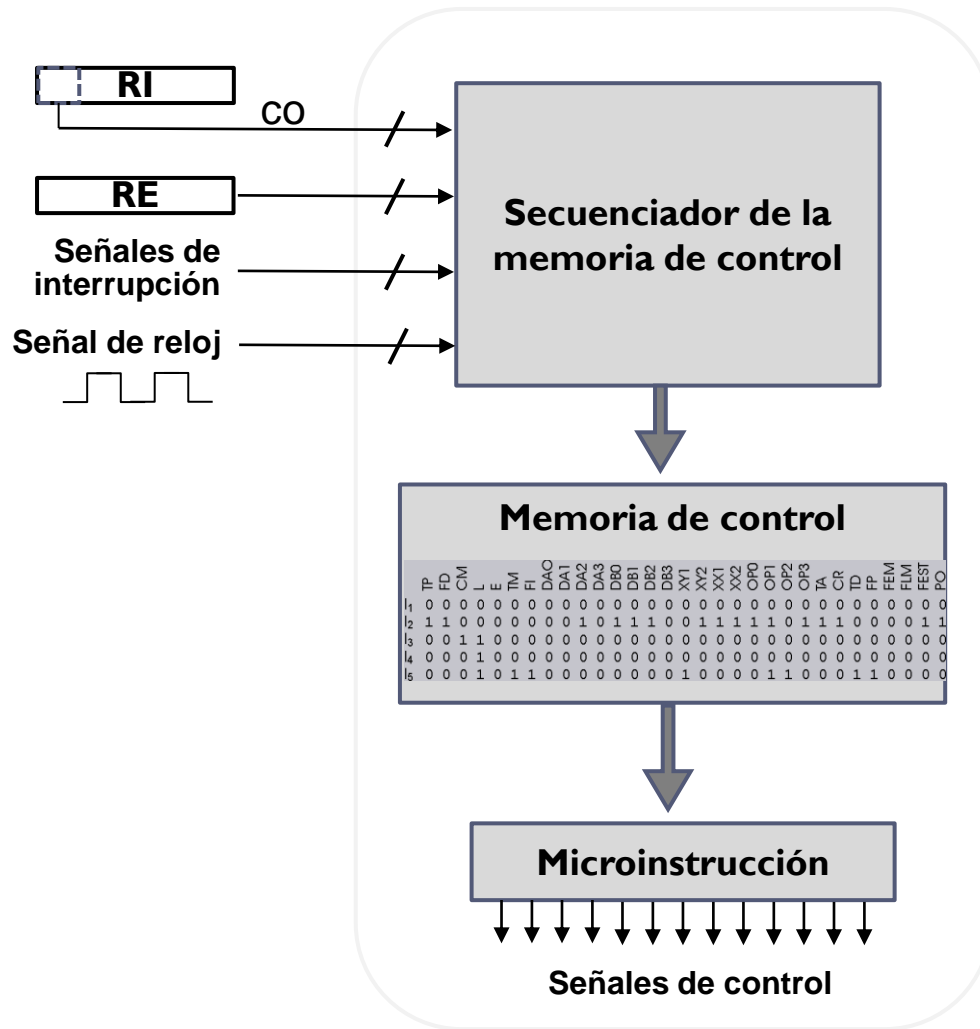 RI
CO
RE
Señales de
interrupción
Señal de reloj
Secuenciador de la
memoria de control
Memoria de control
TP FD CM L E TM FI DAO DA1 DA2 DA3 DB0 DB1 DB2 DB3 XY1 XY2 XX1 XX2 OP0 OP1 OP2 OP3 TA CR TD FP FEM FLM FEST PO
I1 0 0 0 0 0 0 0 0 0 0 0 0 0 0 0 0 0 0 0 0 0 0 0 0 0 0 0 0 0 0 0
I2 1 1 0 0 0 0 0 0 0 1 0 1 1 1 0 0 1 1 1 1 1 0 1 1 1 0 0 0 0 1 1
I3 0 0 1 1 0 0 0 0 0 0 0 0 0 0 0 0 0 0 0 0 0 0 0 0 0 0 0 0 0 0 0
I4 0 0 0 1 0 0 0 0 0 0 0 0 0 0 0 0 0 0 0 0 0 0 0 0 0 0 0 0 0 0 0
I5 0 0 0 1 0 1 1 0 0 0 0 0 0 0 0 1 0 0 0 0 1 1 0 0 0 1 1 0 0 0 0
Microinstrucción
Señales de control